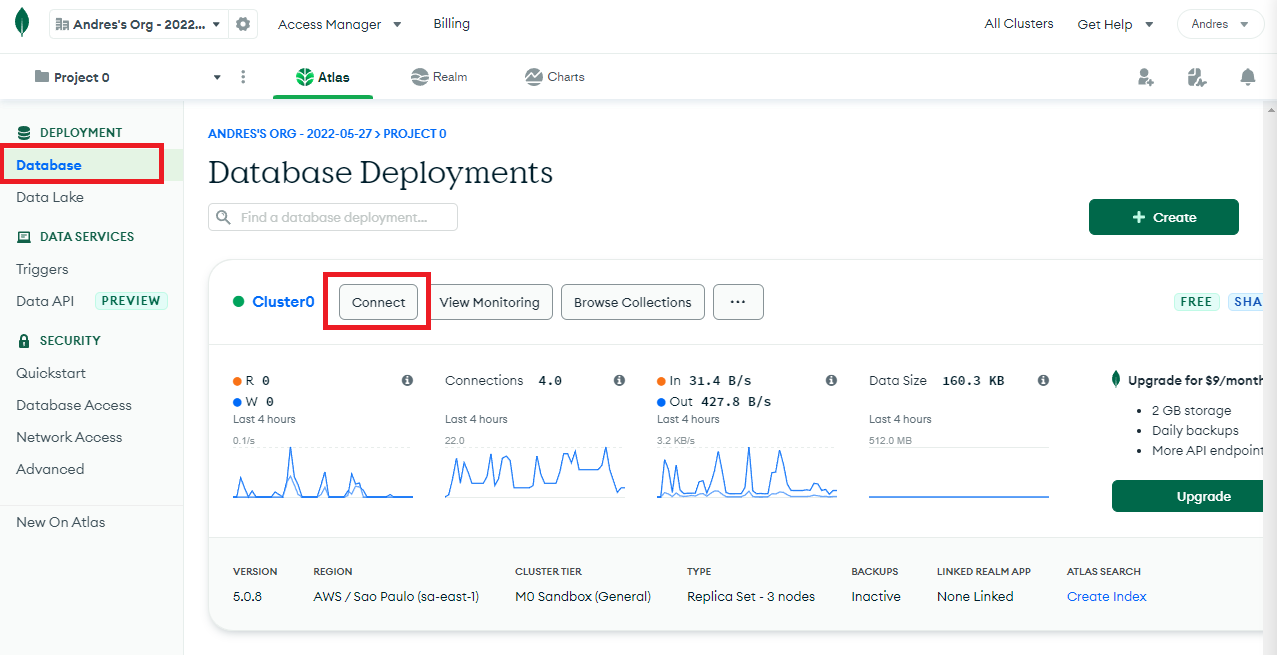 Andres's Org - 2022...
Access Manager
Billing
All Clusters
Get Help
Andres
Project 0
Atlas
Realm
Charts
DEPLOYMENT
Database
Data Lake
DATA SERVICES
Triggers
Data API PREVIEW
SECURITY
Quickstart
Database Access
Network Access
Advanced
New On Atlas
ANDRES'S ORG - 2022-05-27 > PROJECT 0
Database Deployments
Find a database deployment...
+ Create
Cluster0
Connect
View Monitoring
Browse Collections
...
FREE
SHA
R 0
W 0
Last 4 hours
0.1/s
Connections 4.0
Last 4 hours
22.0
In 31.4 B/s
Out 427.8 B/s
Last 4 hours
3.2 KB/s
Data Size 160.3 KB
Last 4 hours
512.0 MB
Upgrade for $9/month
• 2 GB storage
• Daily backups
• More API endpoint
Upgrade
VERSION
5.0.8
REGION
AWS / Sao Paulo (sa-east-1)
CLUSTER TIER
M0 Sandbox (General)
TYPE
Replica Set - 3 nodes
BACKUPS
Inactive
LINKED REALM APP
None Linked
ATLAS SEARCH
Create Index